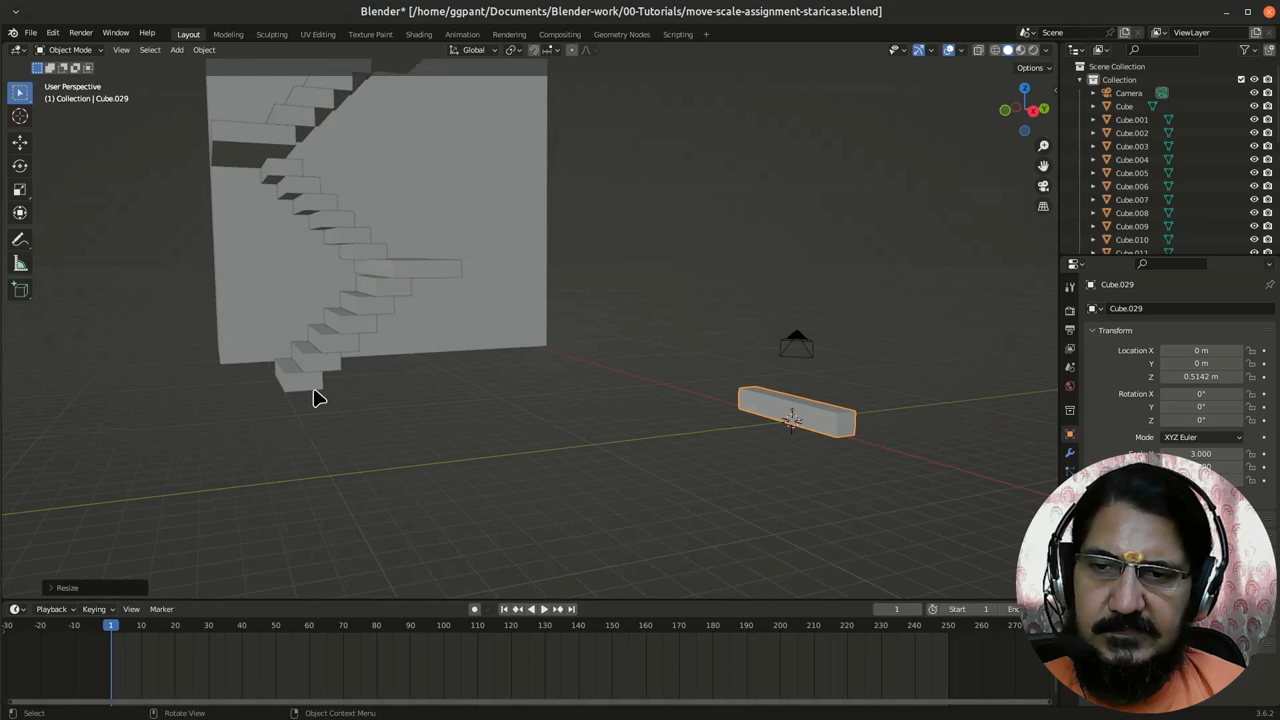 Blender* [/home/ggpant/Documents/Blender-work/00-Tutorials/move-scale-assignment-staricase.blend]
File Edit Render Window Help Layout Modeling Sculpting UV Editing Texture Paint Shading Animation Rendering Compositing Geometry Nodes Scripting + Scene ViewLayer
Object Mode View Select Add Object Global
Options
User Perspective
(1) Collection | Cube.029
Z
X
Y
Scene Collection
Collection
Camera
Cube
Cube.001
Cube.002
Cube.003
Cube.004
Cube.005
Cube.006
Cube.007
Cube.008
Cube.009
Cube.010
Cube.029
Cube.029
Transform
Location X 0 m
Y 0 m
Z 0.5142 m
Rotation X 0°
Y 0°
Z 0°
Mode XYZ Euler
3.000
Resize
Playback Keying View Marker 1 Start 1
-30 -20 -10 1 10 20 30 40 50 60 70 80 90 100 110 120 130 140 150 160 170 180 190 200 210 220 230 240 250 260
Select Rotate View Object Context Menu 3.6.2